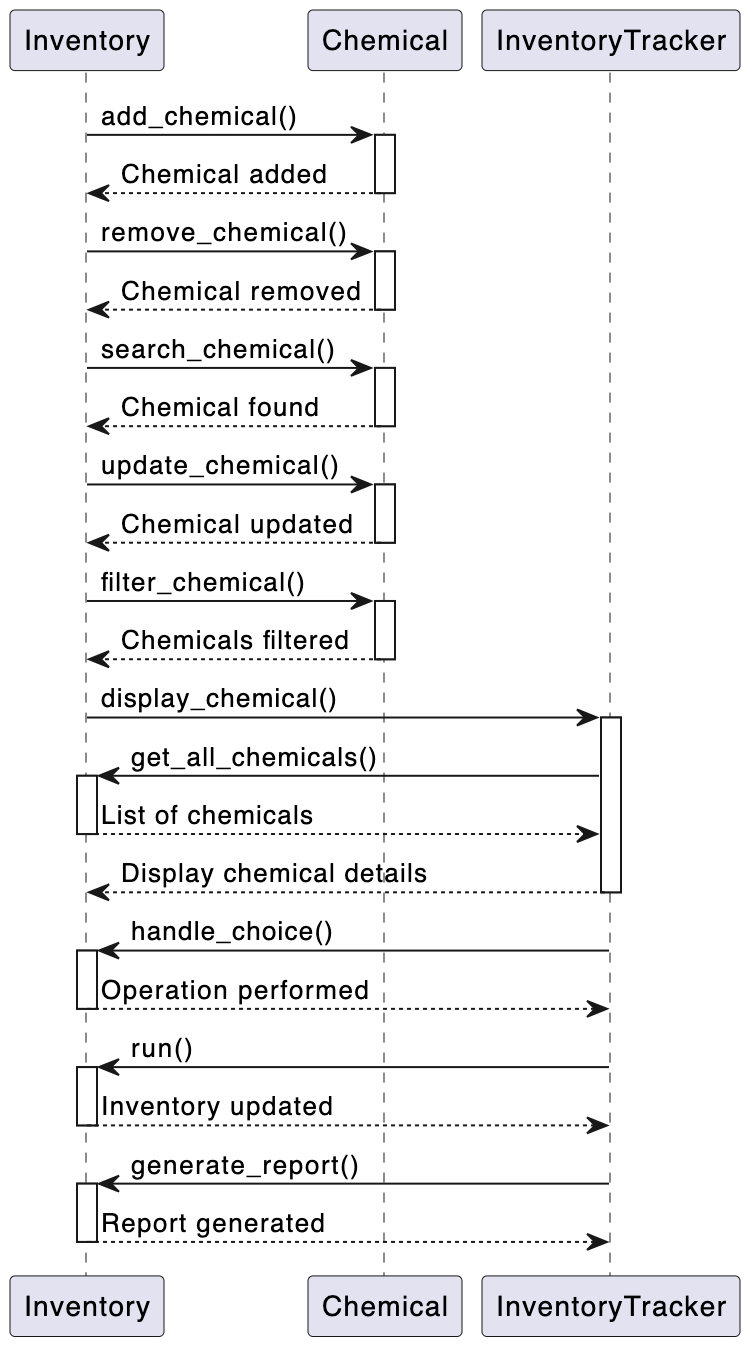 Inventory
Chemical
InventoryTracker
add_chemical()
Chemical added
remove_chemical()
Chemical removed
search_chemical()
Chemical found
update_chemical()
Chemical updated
filter_chemical()
Chemicals filtered
display_chemical()
get_all_chemicals()
List of chemicals
Display chemical details
handle_choice()
Operation performed
run()
Inventory updated
generate_report()
Report generated
Inventory
Chemical
InventoryTracker